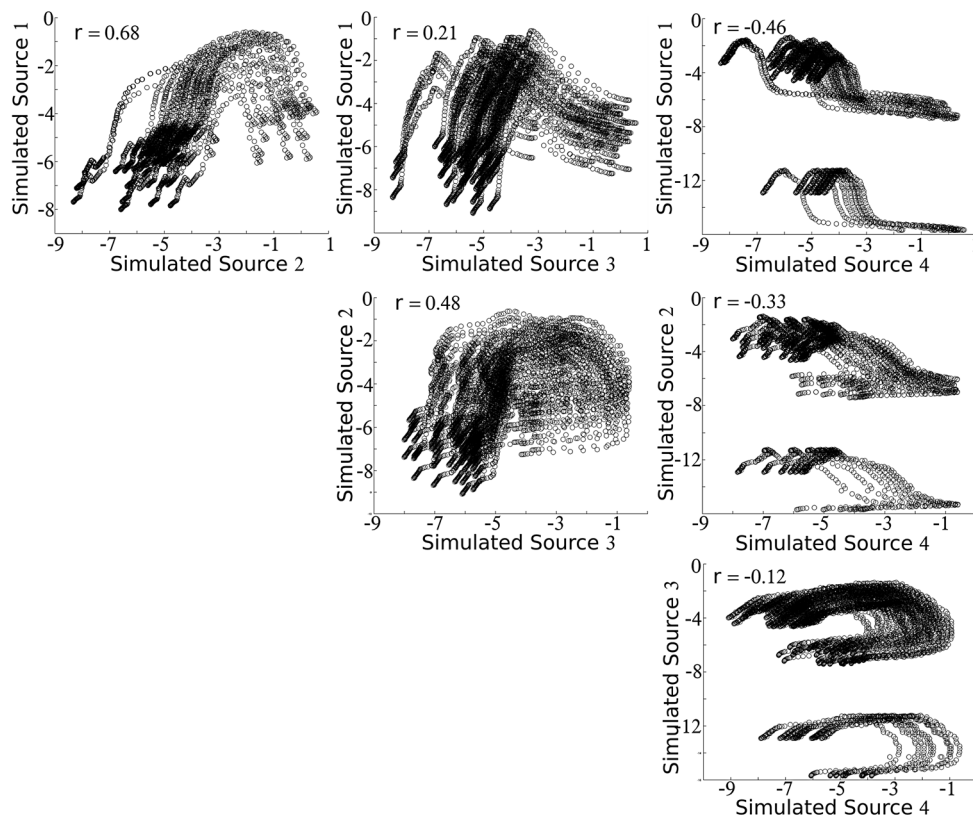 r = 0.68
Simulated Source 1
0
-2
-4
-6
-8
-9 -7 -5 -3 -1 1
Simulated Source 2
r = 0.21
Simulated Source 1
0
-2
-4
-6
-8
-9 -7 -5 -3 -1 1
Simulated Source 3
r = -0.46
Simulated Source 1
0
-4
-8
-12
-9 -7 -5 -3 -1
Simulated Source 4
r = 0.48
Simulated Source 2
0
-2
-4
-6
-8
-9 -7 -5 -3 -1
Simulated Source 3
r = -0.33
Simulated Source 2
0
-4
-8
-12
-9 -7 -5 -3 -1
Simulated Source 4
r = -0.12
Simulated Source 3
0
-4
-8
-12
-9 -7 -5 -3 -1
Simulated Source 4